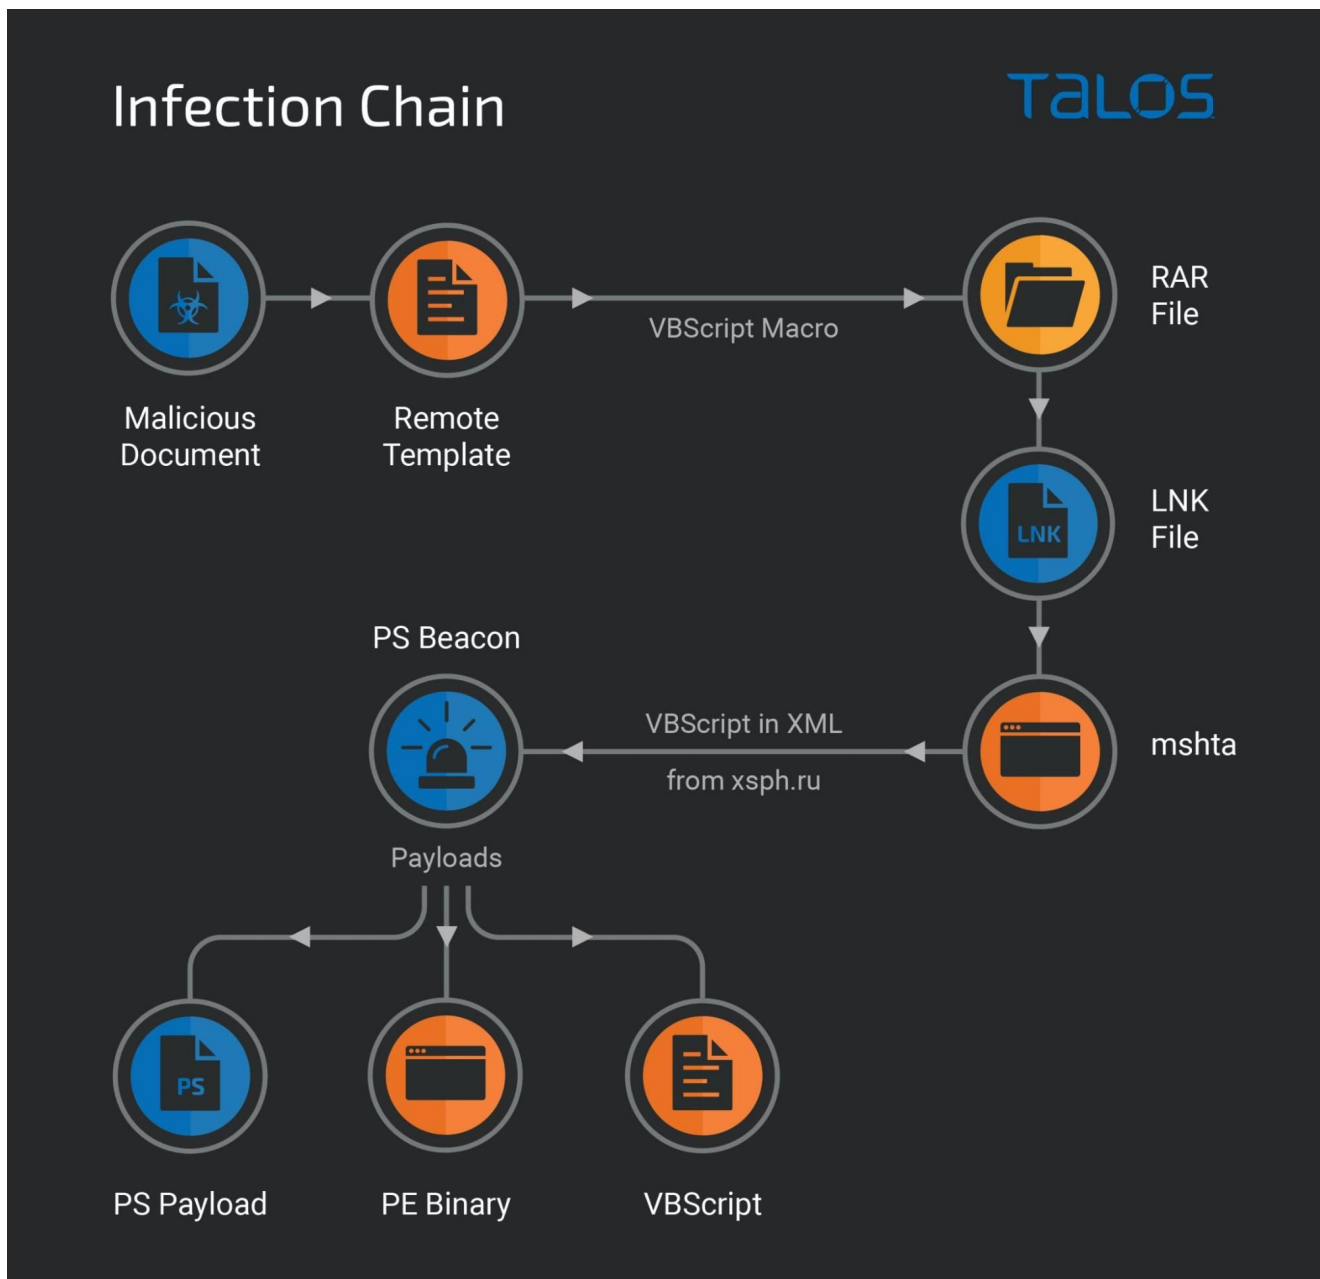 Infection Chain
TALOS
Malicious
Document
Remote
Template
VBScript Macro
RAR
File
LNK
LNK
File
mshta
VBScript in XML
from xsph.ru
PS Beacon
Payloads
PS
PS Payload
PE Binary
VBScript